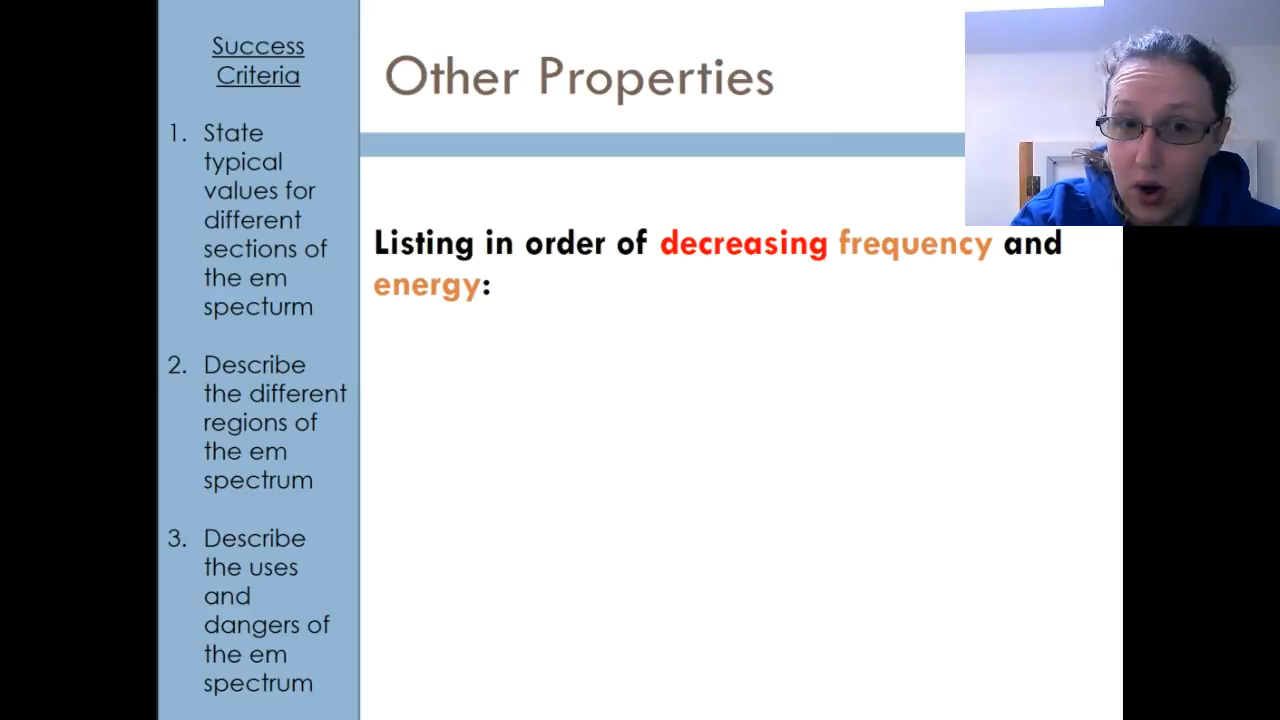 Success
Criteria
1. State
typical
values for
different
sections of
the em
specturm
2. Describe
the different
regions of
the em
spectrum
3. Describe
the uses
and
dangers of
the em
spectrum
Other Properties
Listing in order of decreasing frequency and
energy: